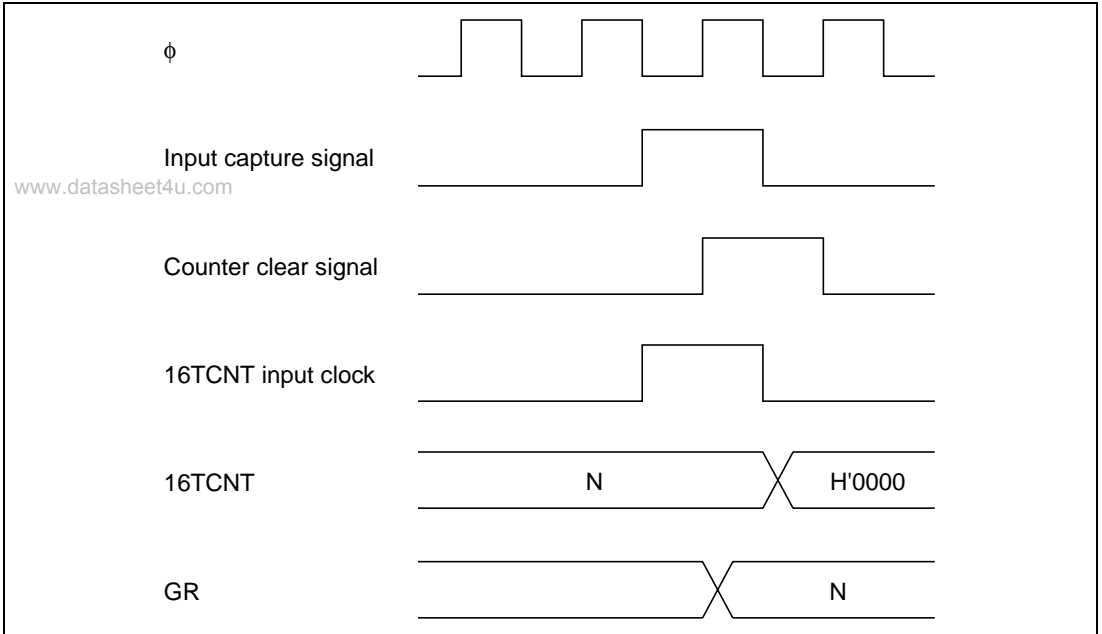 ϕ
Input capture signal
www.datasheet4u.com
Counter clear signal
16TCNT input clock
16TCNT N H'0000
GR N